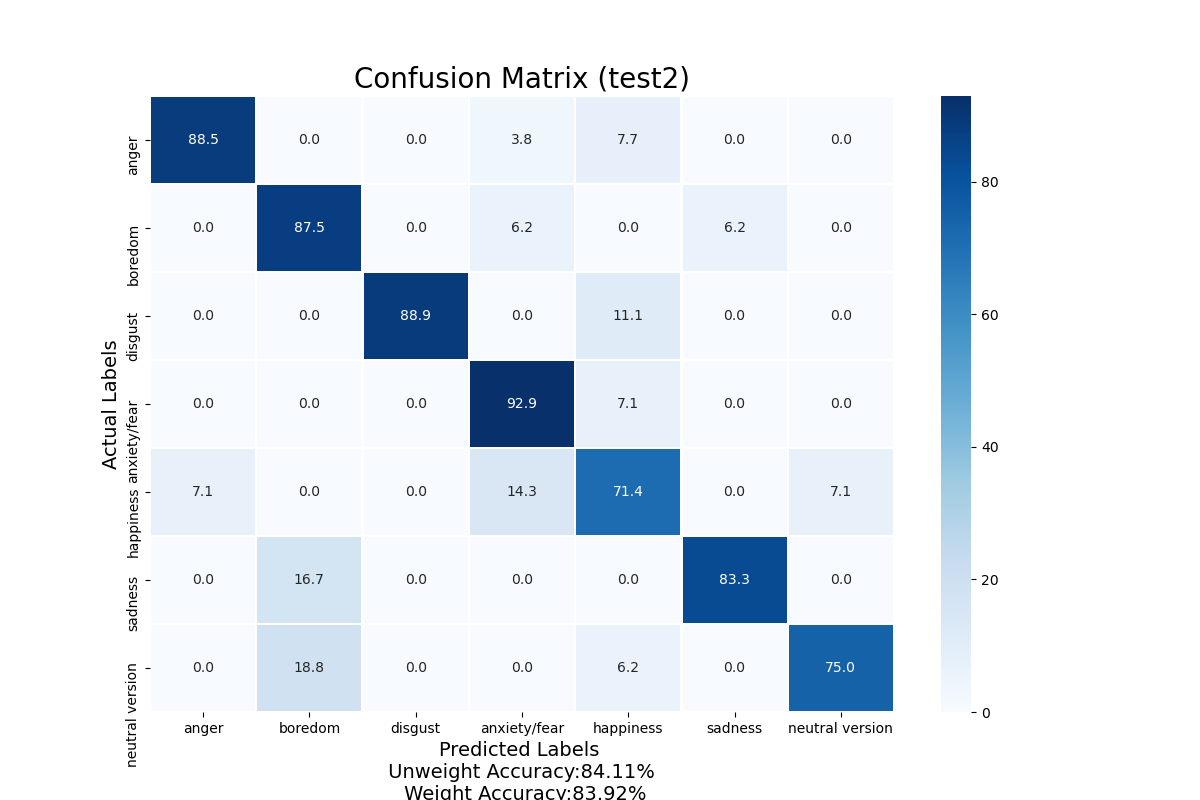 Confusion Matrix (test2)
Actual Labels
anger 88.5 0.0 0.0 3.8 7.7 0.0 0.0
boredom 0.0 87.5 0.0 6.2 0.0 6.2 0.0
disgust 0.0 0.0 88.9 0.0 11.1 0.0 0.0
anxiety/fear 0.0 0.0 0.0 92.9 7.1 0.0 0.0
happiness 7.1 0.0 0.0 14.3 71.4 0.0 7.1
sadness 0.0 16.7 0.0 0.0 0.0 83.3 0.0
neutral version 0.0 18.8 0.0 0.0 6.2 0.0 75.0
anger boredom disgust anxiety/fear happiness sadness neutral version
Predicted Labels
Unweight Accuracy:84.11%
Weight Accuracy:83.92%
80
60
40
20
0